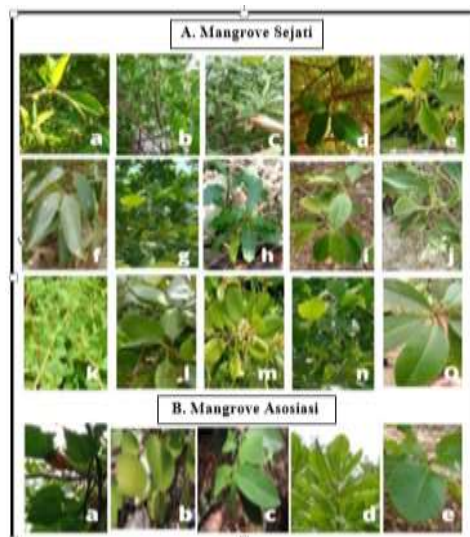 A. Mangrove Sejati
a b c d e
f g h i j
k l m n o
B. Mangrove Asosiasi
a b c d e